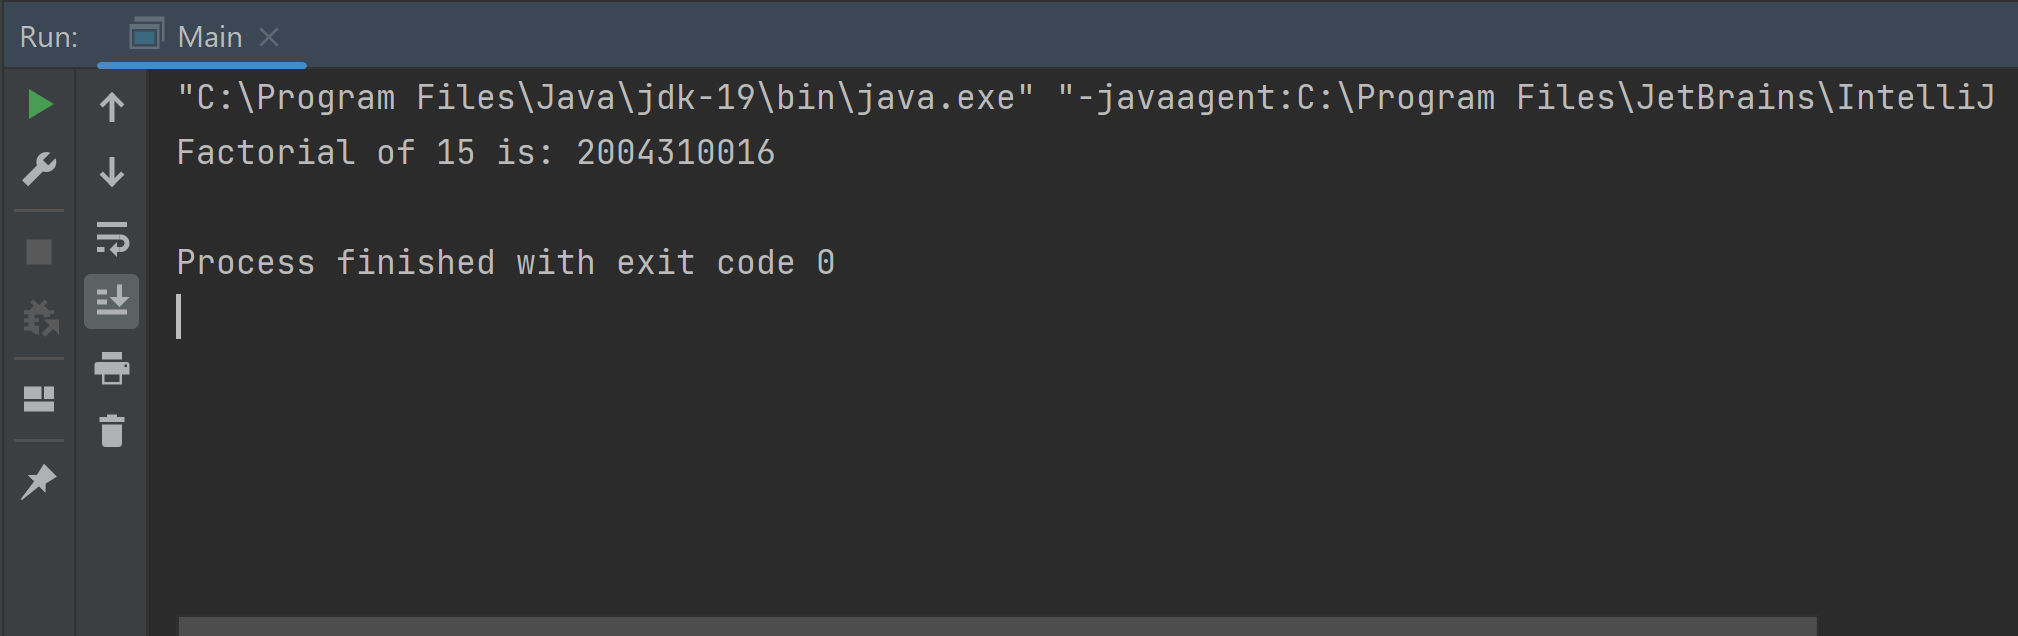 Run: Main
"C:\Program Files\Java\jdk-19\bin\java.exe" "-javaagent:C:\Program Files\JetBrains\IntelliJ
Factorial of 15 is: 2004310016
Process finished with exit code 0